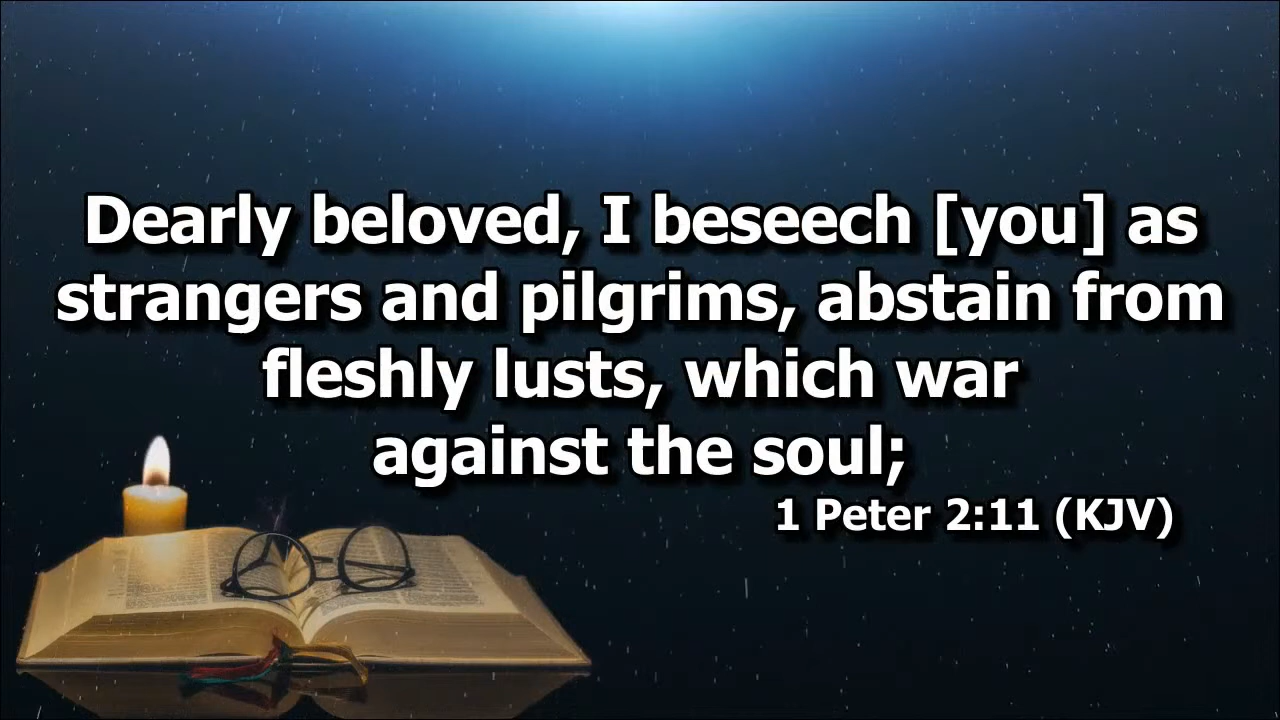 Dearly beloved, I beseech [you] as
strangers and pilgrims, abstain from
fleshly lusts, which war
against the soul;
1 Peter 2:11 (KJV)